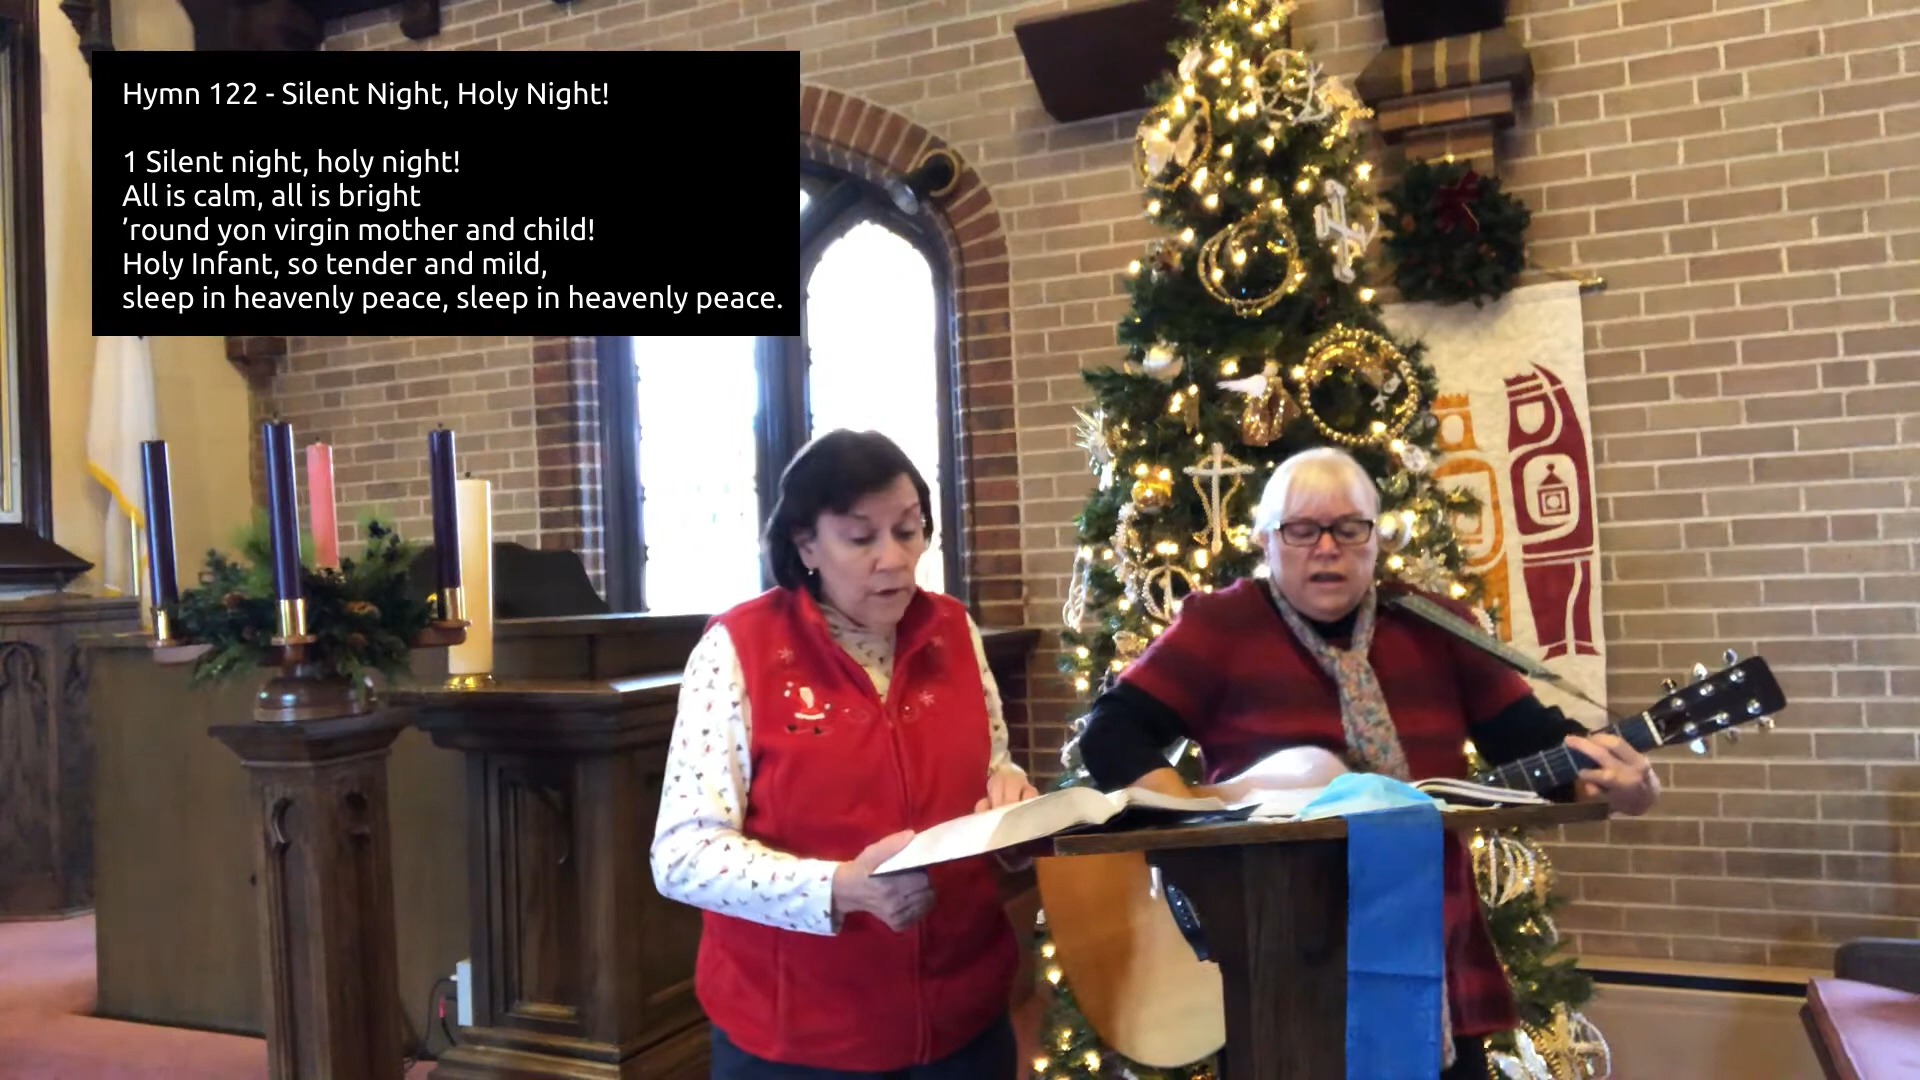 Hymn 122 - Silent Night, Holy Night!
1 Silent night, holy night!
All is calm, all is bright
’round yon virgin mother and child!
Holy Infant, so tender and mild,
sleep in heavenly peace, sleep in heavenly peace.